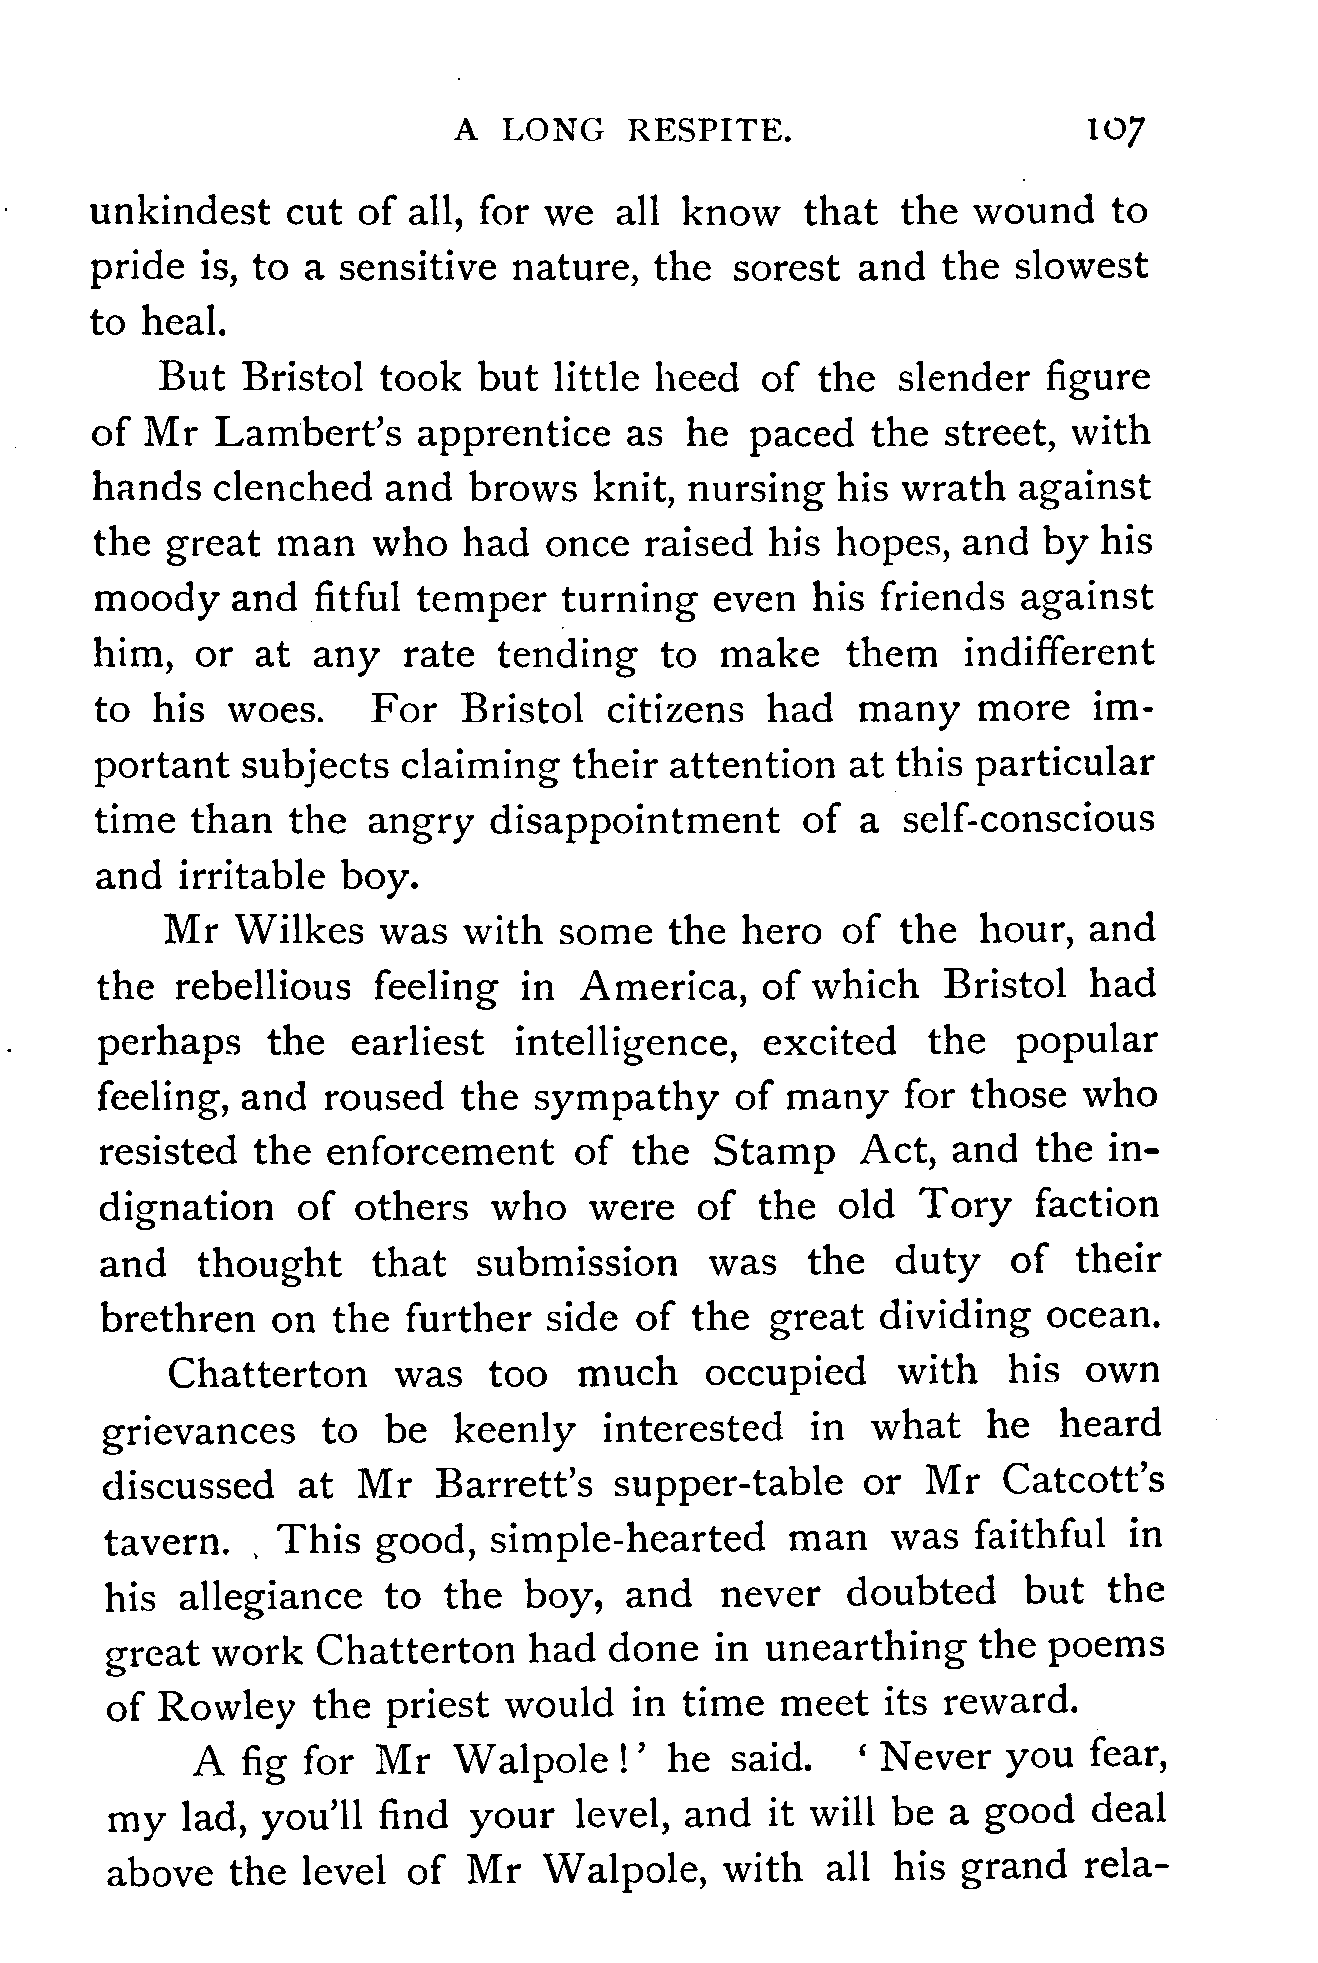 A LONG RESPITE. 107
unkindest cut of all, for we all know that the wound to
pride is, to a sensitive nature, the sorest and the slowest
to heal.
But Bristol took but little heed of the slender figure
of Mr Lambert's apprentice as he paced the street, with
hands clenched and brows knit, nursing his wrath against
the great man who had once raised his hopes, and by his
moody and fitful temper turning even his friends against
him, or at any rate tending to make them indifferent
to his woes. For Bristol citizens had many more im-
portant subjects claiming their attention at this particular
time than the angry disappointment of a self-conscious
and irritable boy.
Mr Wilkes was with some the hero of the hour, and
the rebellious feeling in America, of which Bristol had
perhaps the earliest intelligence, excited the popular
feeling, and roused the sympathy of many for those who
resisted the enforcement of the Stamp Act, and the in-
dignation of others who were of the old Tory faction
and thought that submission was the duty of their
brethren on the further side of the great dividing ocean.
Chatterton was too much occupied with his own
grievances to be keenly interested in what he heard
discussed at Mr Barrett's supper-table or Mr Catcott's
tavern. This good, simple-hearted man was faithful in
his allegiance to the boy, and never doubted but the
great work Chatterton had done in unearthing the poems
of Rowley the priest would in time meet its reward.
A fig for Mr Walpole!' he said. 'Never you fear,
my lad, you'll find your level, and it will be a good deal
above the level of Mr Walpole, with all his grand rela-